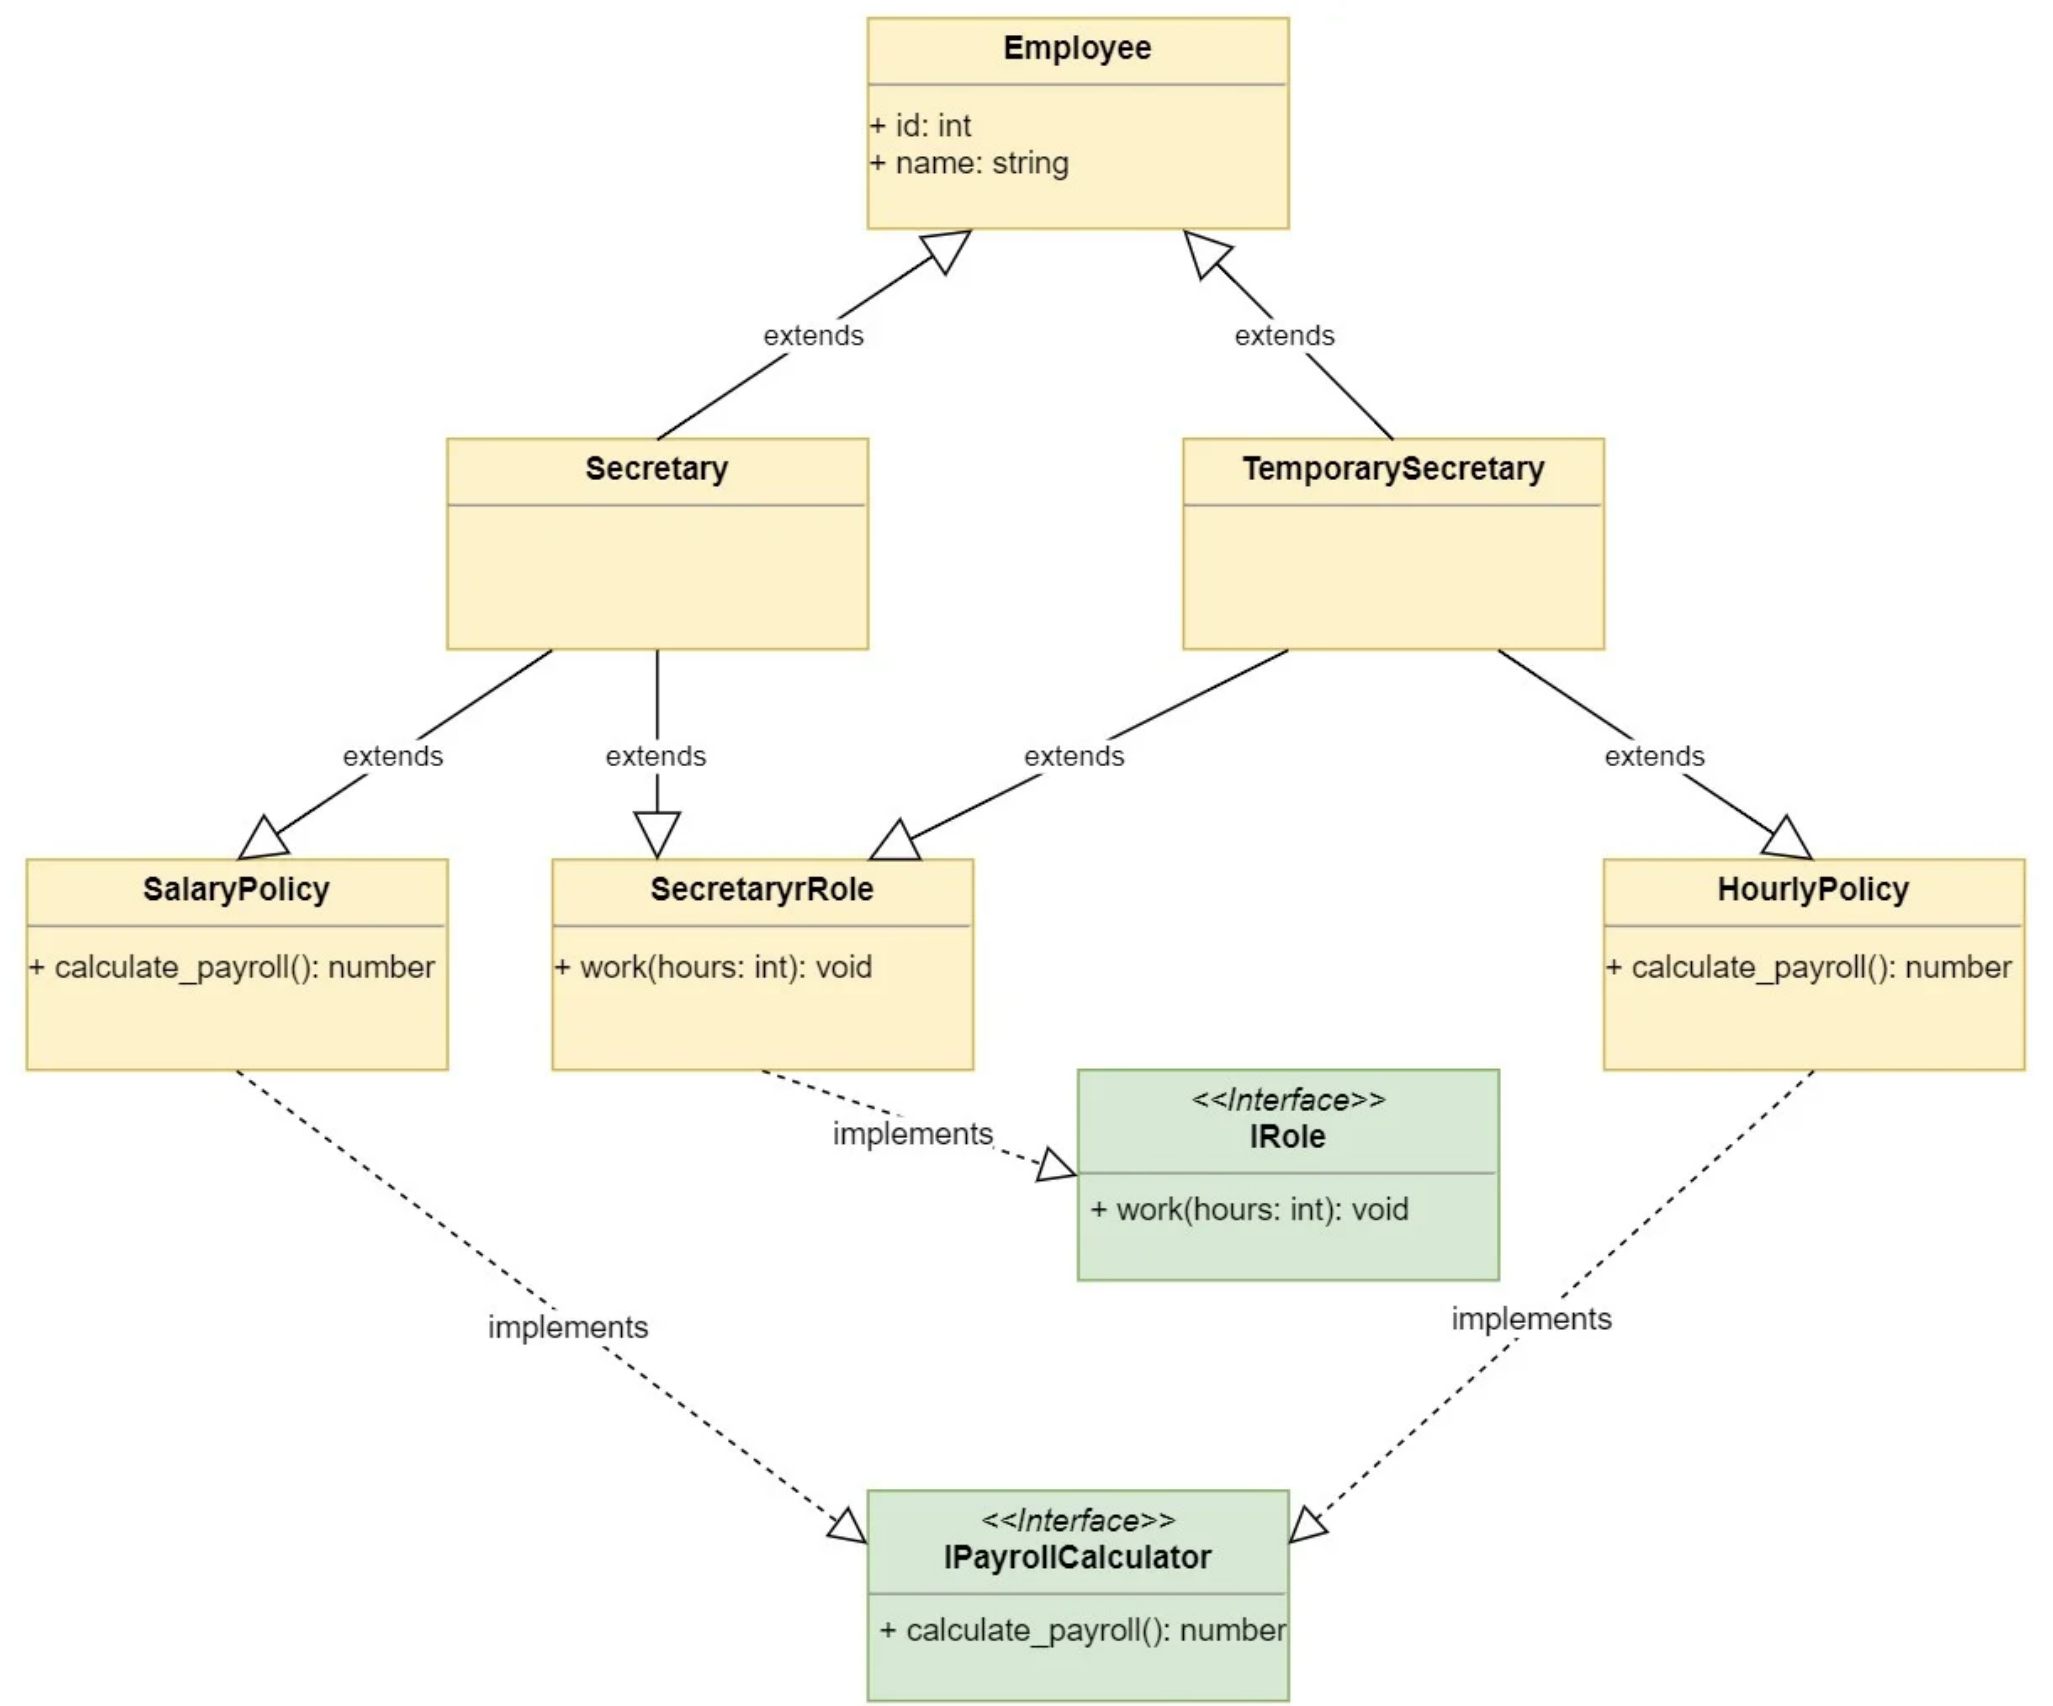 Employee
+ id: int
+ name: string
extends
extends
Secretary
TemporarySecretary
extends
extends
extends
extends
SalaryPolicy
+ calculate_payroll(): number
SecretaryrRole
+ work(hours: int): void
HourlyPolicy
+ calculate_payroll(): number
implements
<<Interface>>
IRole
+ work(hours: int): void
implements
implements
<<Interface>>
IPayrollCalculator
+ calculate_payroll(): number